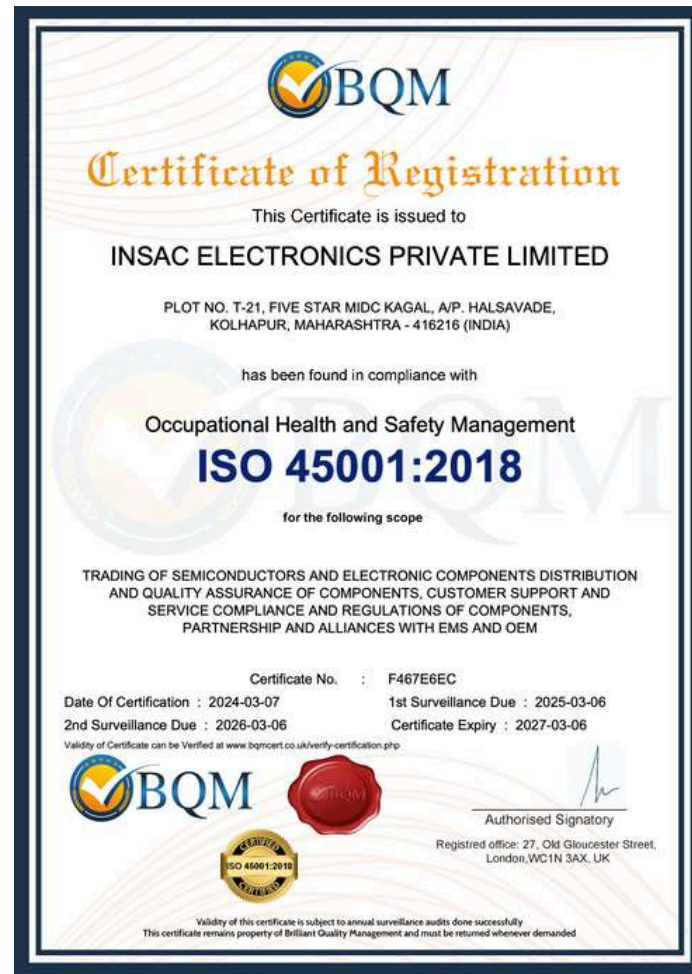 BQM
Certificate of Registration
This Certificate is issued to
INSAC ELECTRONICS PRIVATE LIMITED
PLOT NO. T-21, FIVE STAR MIDC KAGAL, A/P. HALSAVADE,
KOLHAPUR, MAHARASHTRA - 416216 (INDIA)
has been found in compliance with
Occupational Health and Safety Management
ISO 45001:2018
for the following scope
TRADING OF SEMICONDUCTORS AND ELECTRONIC COMPONENTS DISTRIBUTION
AND QUALITY ASSURANCE OF COMPONENTS, CUSTOMER SUPPORT AND
SERVICE COMPLIANCE AND REGULATIONS OF COMPONENTS,
PARTNERSHIP AND ALLIANCES WITH EMS AND OEM
Certificate No. : F467E6EC
Date Of Certification : 2024-03-07 1st Surveillance Due : 2025-03-06
2nd Surveillance Due : 2026-03-06 Certificate Expiry : 2027-03-06
Validity of Certificate can be Verified at www.bqmcert.co.uk/verify-certification.php
BQM
BQM
Authorised Signatory
Registred office: 27, Old Gloucester Street,
London,WC1N 3AX, UK
CERTIFIED
ISO 45001:2018
CERTIFIED
Validity of this certificate is subject to annual surveillance audits done successfully
This certificate remains property of Brilliant Quality Management and must be returned whenever demanded